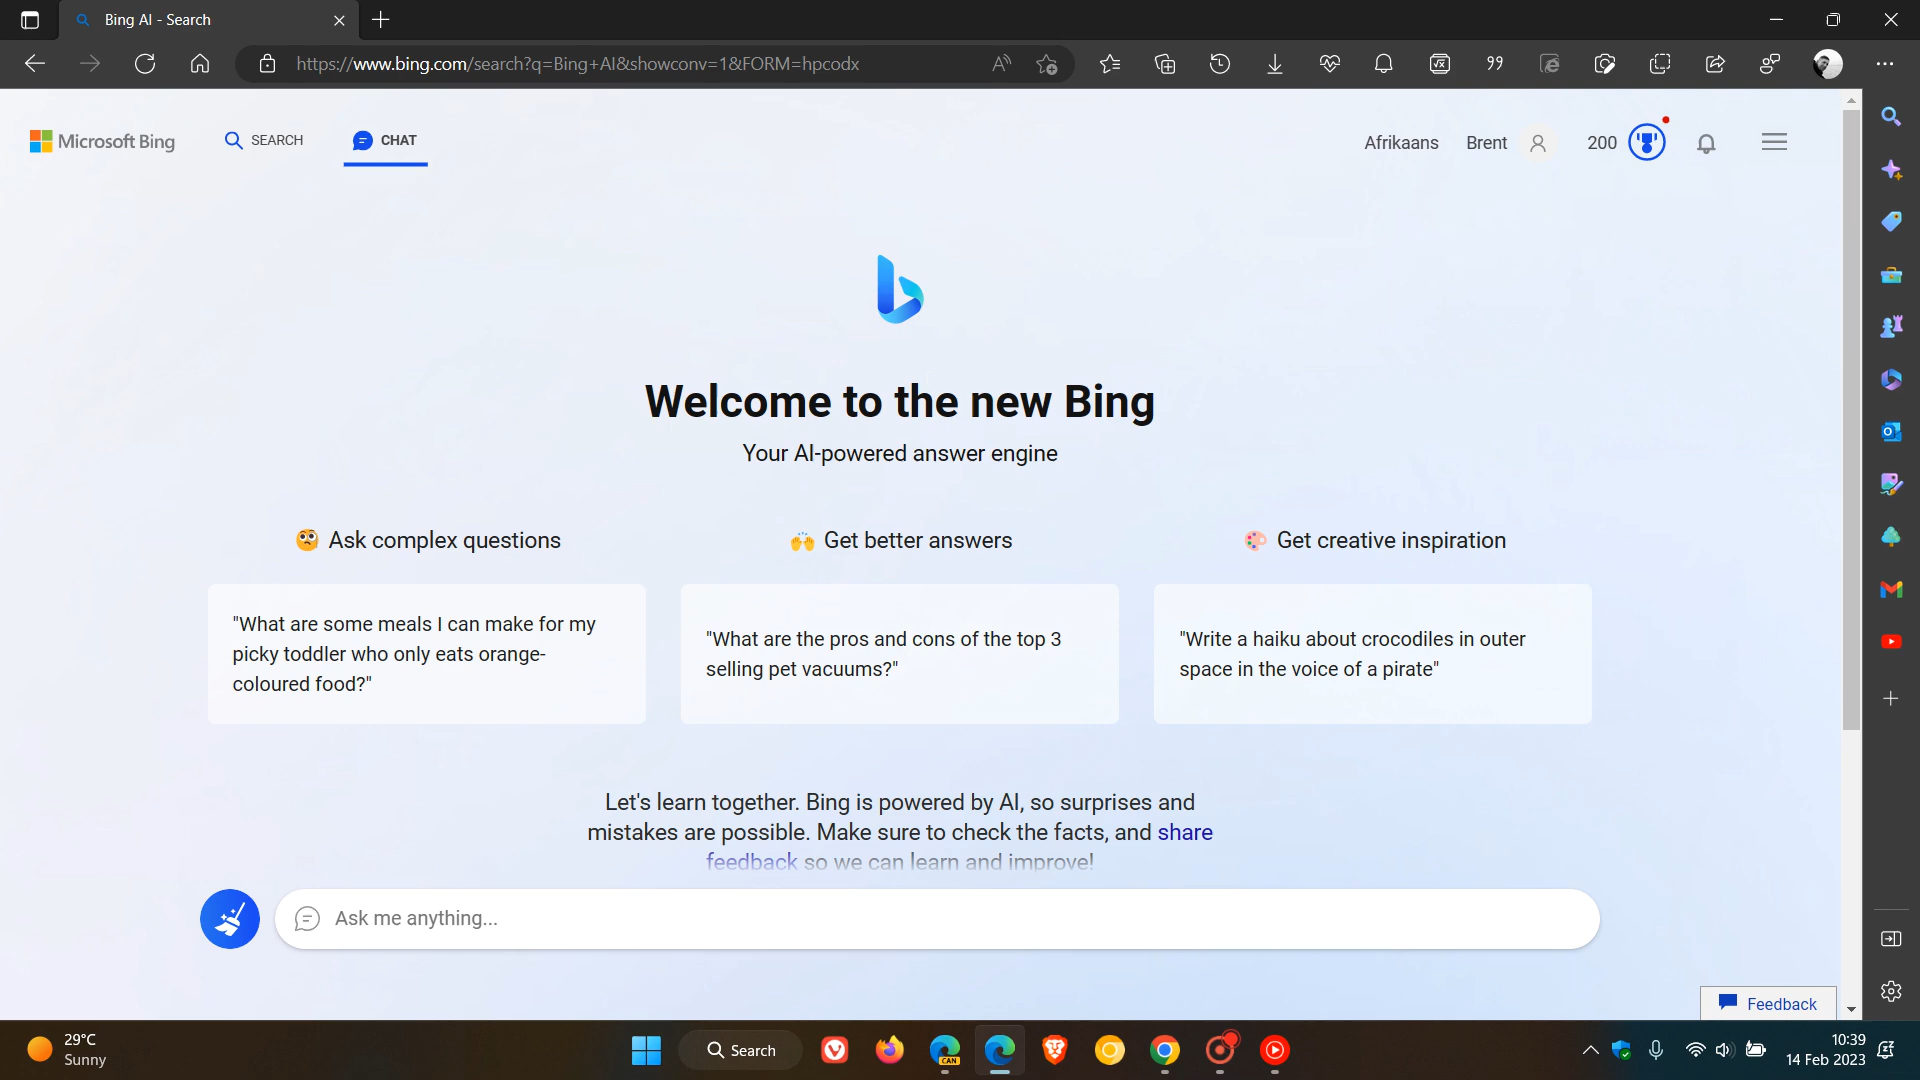 Bing AI - Search
https://www.bing.com/search?q=Bing+AI&showconv=1&FORM=hpcodx
Microsoft Bing
SEARCH
CHAT
Afrikaans
Brent
200
Welcome to the new Bing
Your AI-powered answer engine
Ask complex questions
Get better answers
Get creative inspiration
"What are some meals I can make for my
picky toddler who only eats orange-
coloured food?"
"What are the pros and cons of the top 3
selling pet vacuums?"
"Write a haiku about crocodiles in outer
space in the voice of a pirate"
Let's learn together. Bing is powered by AI, so surprises and
mistakes are possible. Make sure to check the facts, and share
feedback so we can learn and improve!
Ask me anything...
Feedback
29°C
Sunny
Search
CAN
10:39
14 Feb 2023